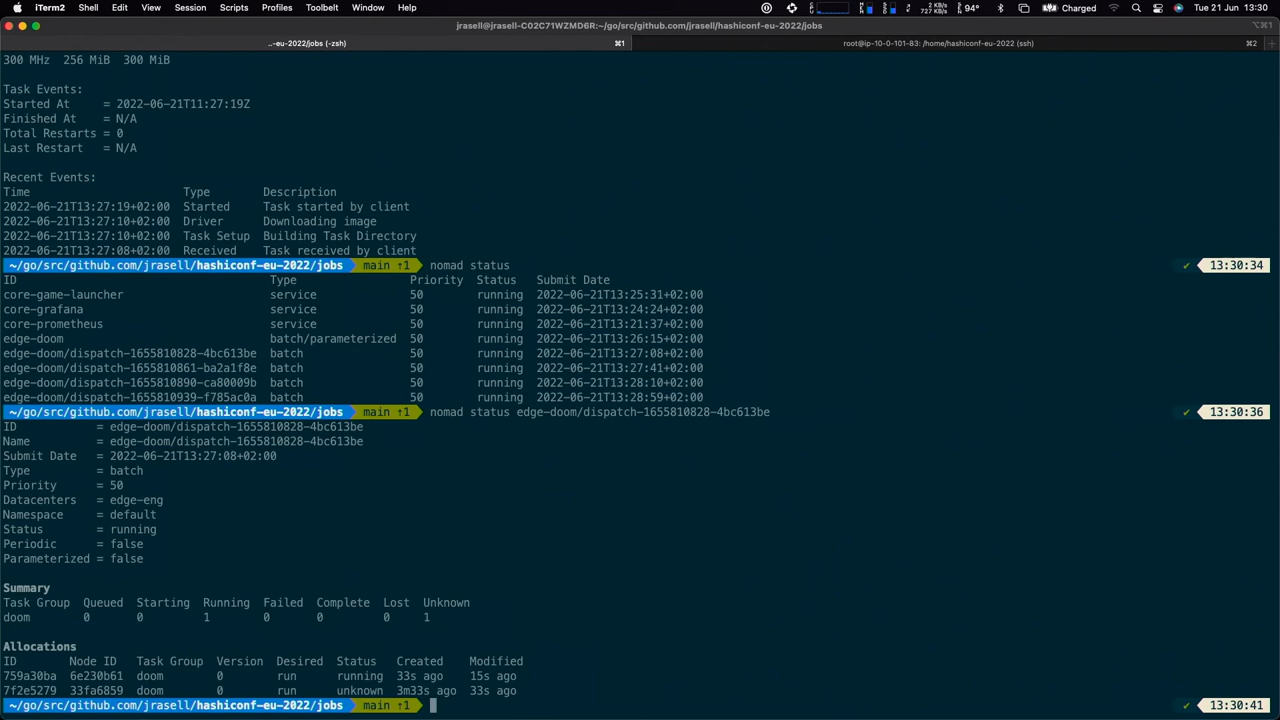 iTerm2 Shell Edit View Session Scripts Profiles Toolbelt Window Help 2 KB/s 727 KB/s 94° Charged Tue 21 Jun 13:30
jrasell@jrasell-C02C71WZMD6R:~/go/src/github.com/jrasell/hashiconf-eu-2022/jobs ⌥⌘1
..-eu-2022/jobs (-zsh) ⌘1 root@ip-10-0-101-83: /home/hashiconf-eu-2022 (ssh) ⌘2
300 MHz 256 MiB 300 MiB
Task Events:
Started At = 2022-06-21T11:27:19Z
Finished At = N/A
Total Restarts = 0
Last Restart = N/A
Recent Events:
Time Type Description
2022-06-21T13:27:19+02:00 Started Task started by client
2022-06-21T13:27:10+02:00 Driver Downloading image
2022-06-21T13:27:10+02:00 Task Setup Building Task Directory
2022-06-21T13:27:08+02:00 Received Task received by client
~/go/src/github.com/jrasell/hashiconf-eu-2022/jobs main ↑1 nomad status ✔ 13:30:34
ID Type Priority Status Submit Date
core-game-launcher service 50 running 2022-06-21T13:25:31+02:00
core-grafana service 50 running 2022-06-21T13:24:24+02:00
core-prometheus service 50 running 2022-06-21T13:21:37+02:00
edge-doom batch/parameterized 50 running 2022-06-21T13:26:15+02:00
edge-doom/dispatch-1655810828-4bc613be batch 50 running 2022-06-21T13:27:08+02:00
edge-doom/dispatch-1655810861-ba2a1f8e batch 50 running 2022-06-21T13:27:41+02:00
edge-doom/dispatch-1655810890-ca80009b batch 50 running 2022-06-21T13:28:10+02:00
edge-doom/dispatch-1655810939-f785ac0a batch 50 running 2022-06-21T13:28:59+02:00
~/go/src/github.com/jrasell/hashiconf-eu-2022/jobs main ↑1 nomad status edge-doom/dispatch-1655810828-4bc613be ✔ 13:30:36
ID = edge-doom/dispatch-1655810828-4bc613be
Name = edge-doom/dispatch-1655810828-4bc613be
Submit Date = 2022-06-21T13:27:08+02:00
Type = batch
Priority = 50
Datacenters = edge-eng
Namespace = default
Status = running
Periodic = false
Parameterized = false
Summary
Task Group Queued Starting Running Failed Complete Lost Unknown
doom 0 0 1 0 0 0 1
Allocations
ID Node ID Task Group Version Desired Status Created Modified
759a30ba 6e230b61 doom 0 run running 33s ago 15s ago
7f2e5279 33fa6859 doom 0 run unknown 3m33s ago 33s ago
~/go/src/github.com/jrasell/hashiconf-eu-2022/jobs main ↑1 ✔ 13:30:41